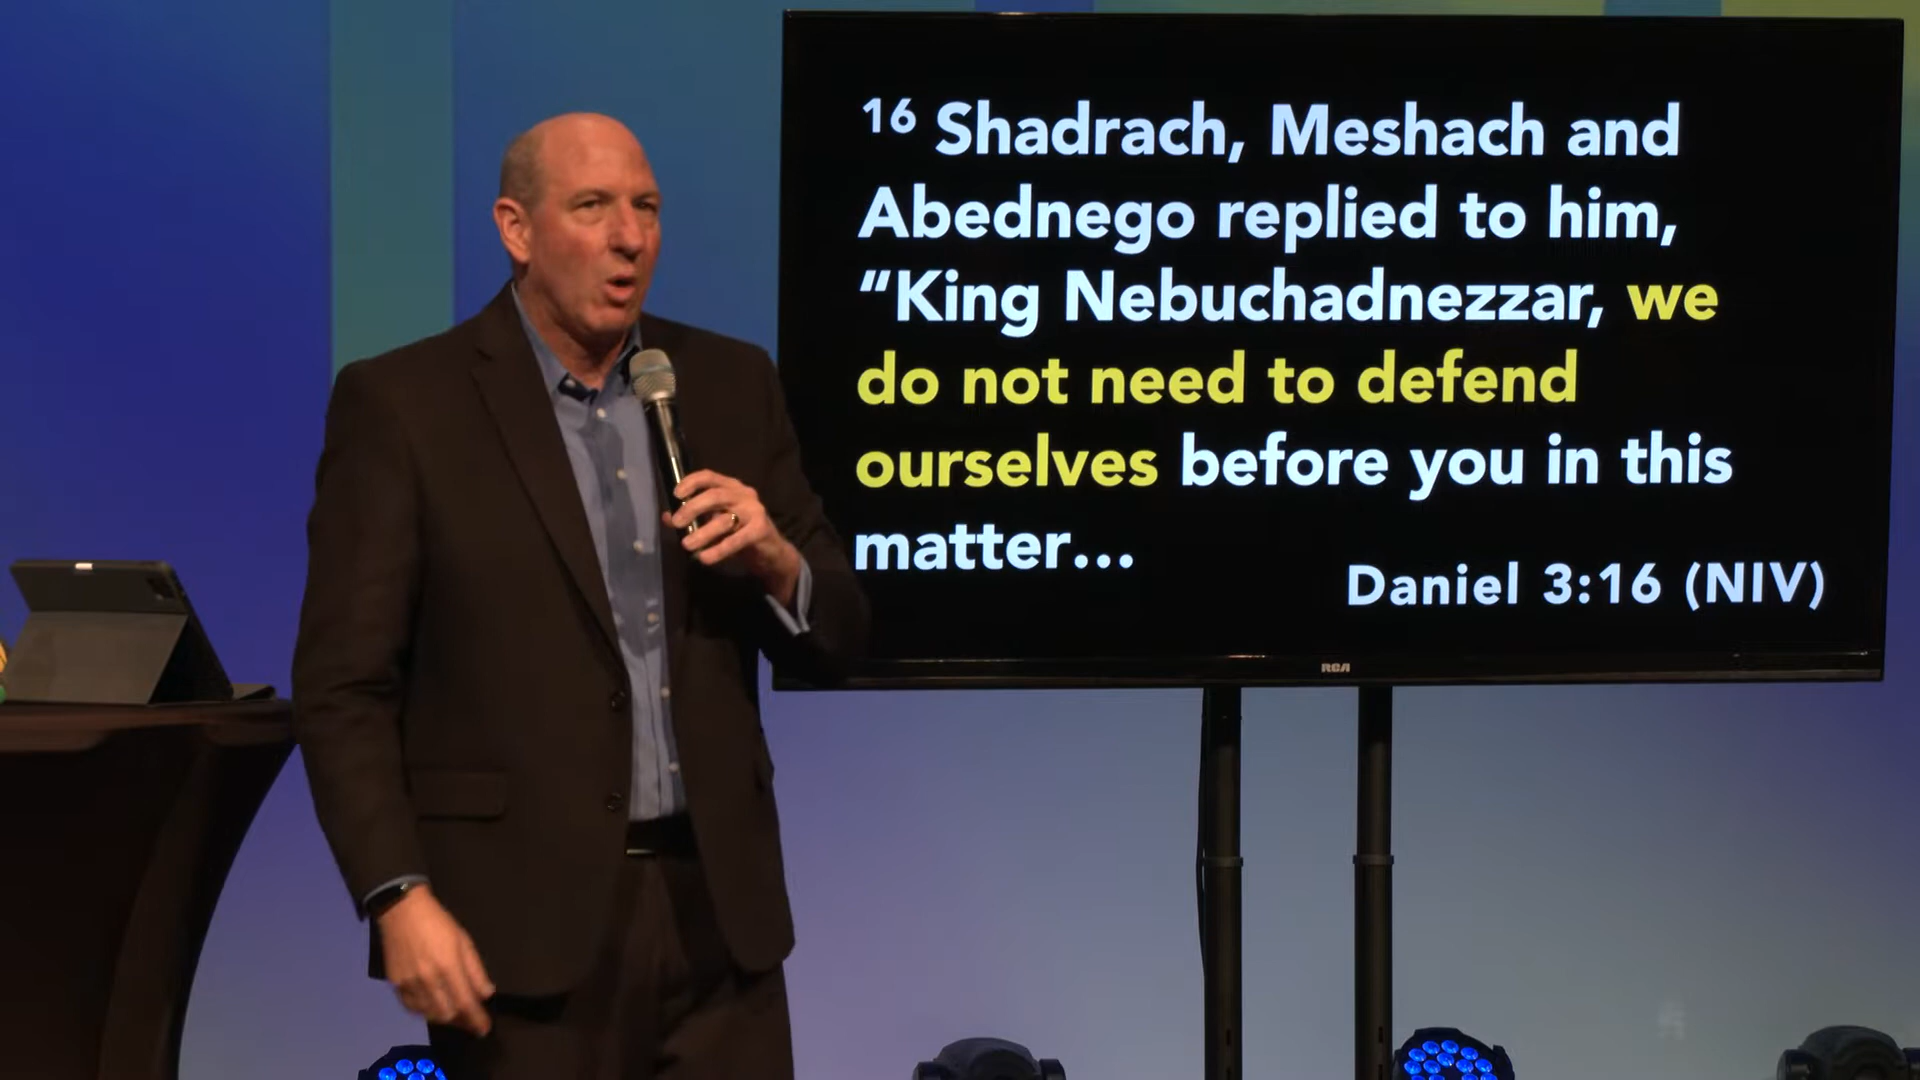 16 Shadrach, Meshach and
Abednego replied to him,
“King Nebuchadnezzar, we
do not need to defend
ourselves before you in this
matter...
Daniel 3:16 (NIV)
RCA